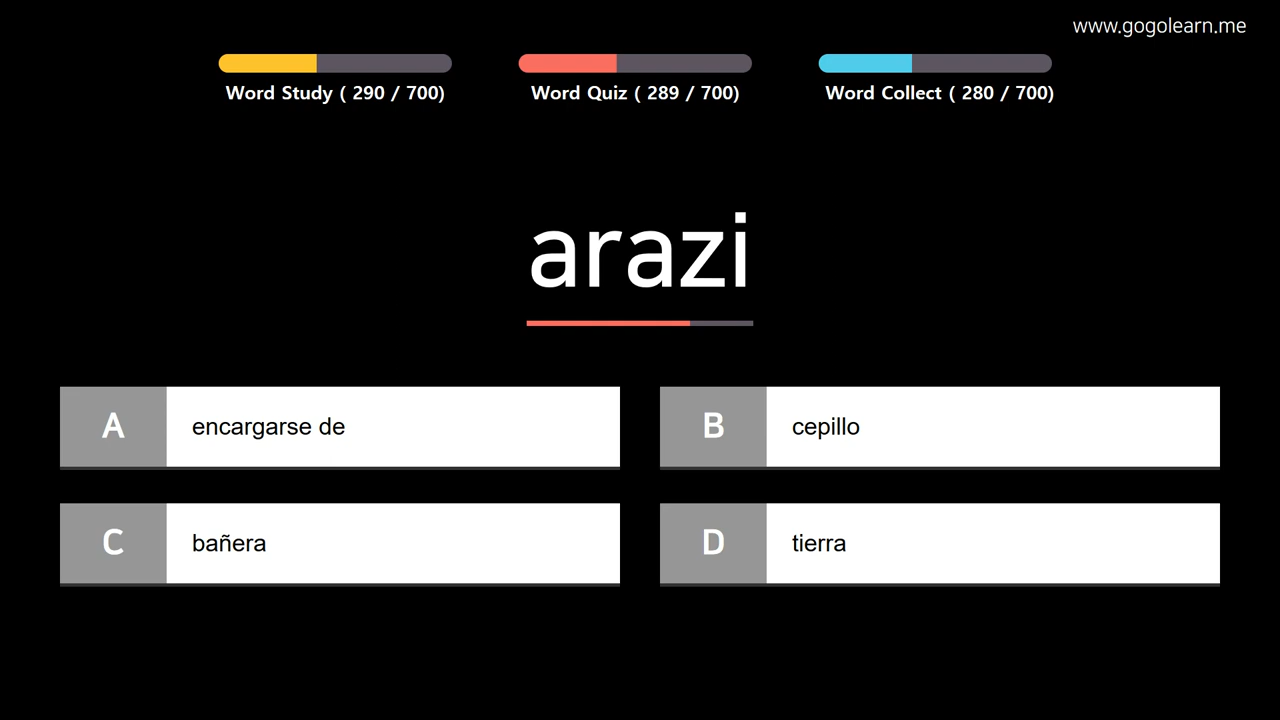 www.gogolearn.me
Word Study ( 290 / 700)
Word Quiz ( 289 / 700)
Word Collect ( 280 / 700)
arazi
A encargarse de
B cepillo
C bañera
D tierra